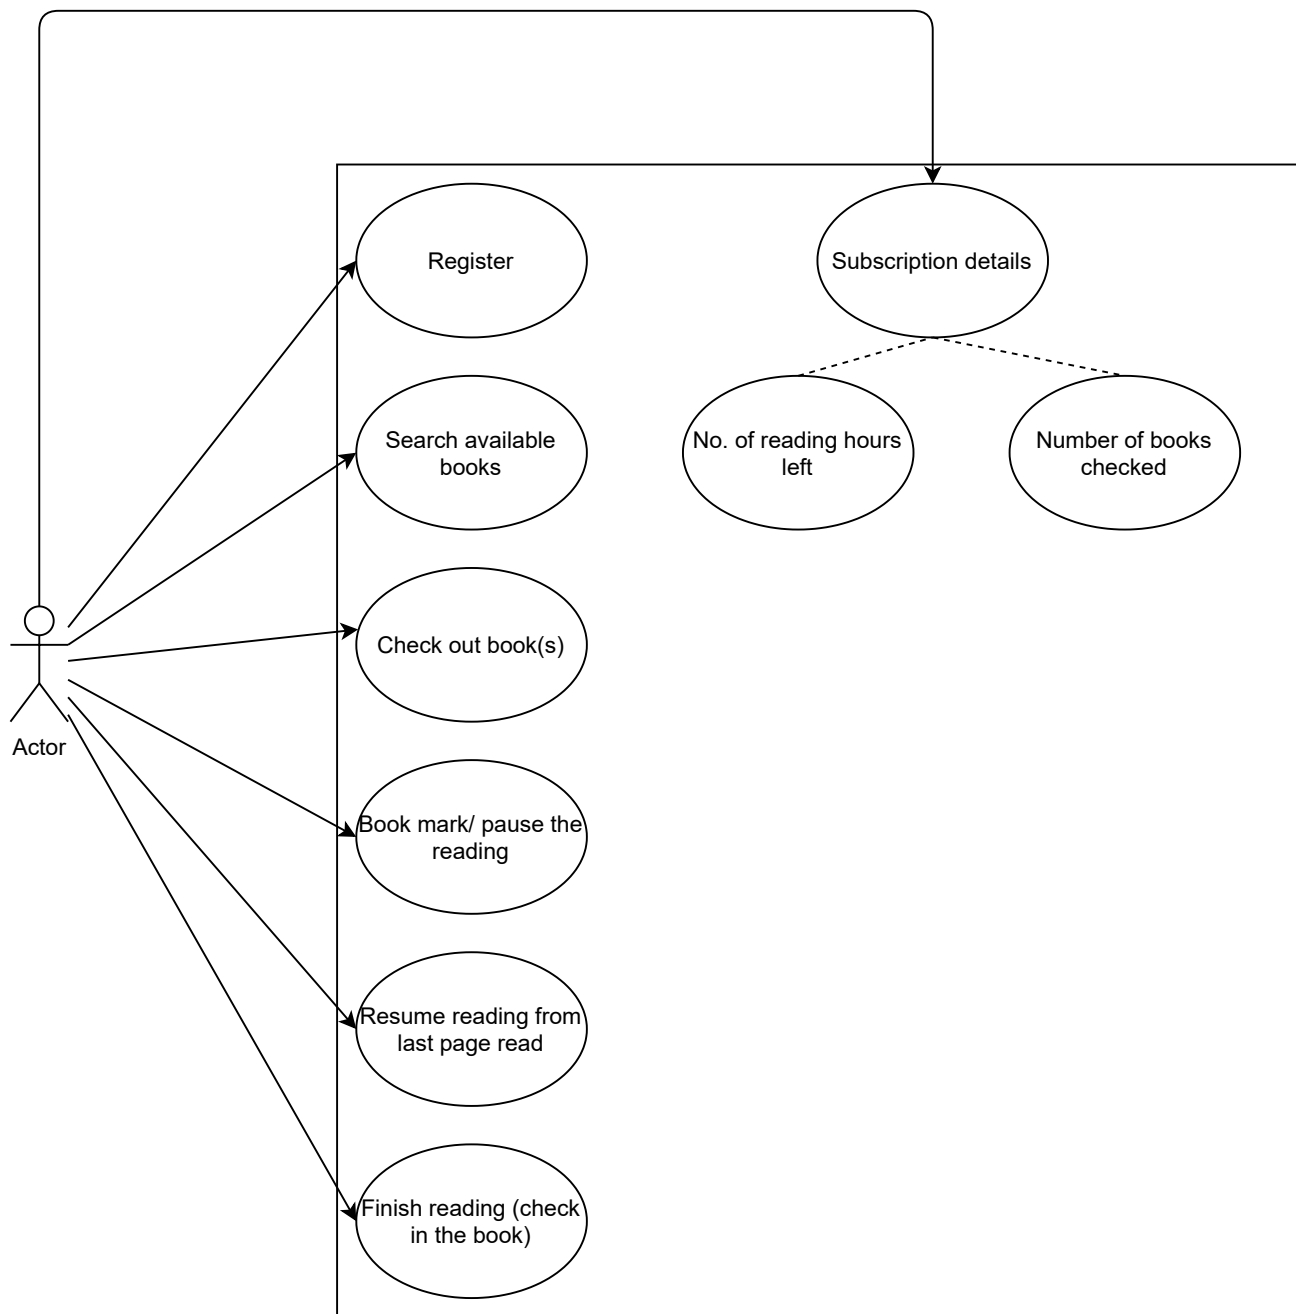 Register
Subscription details
Search available
books
No. of reading hours
left
Number of books
checked
Check out book(s)
Actor
Book mark/ pause the
reading
Resume reading from
last page read
Finish reading (check
in the book)